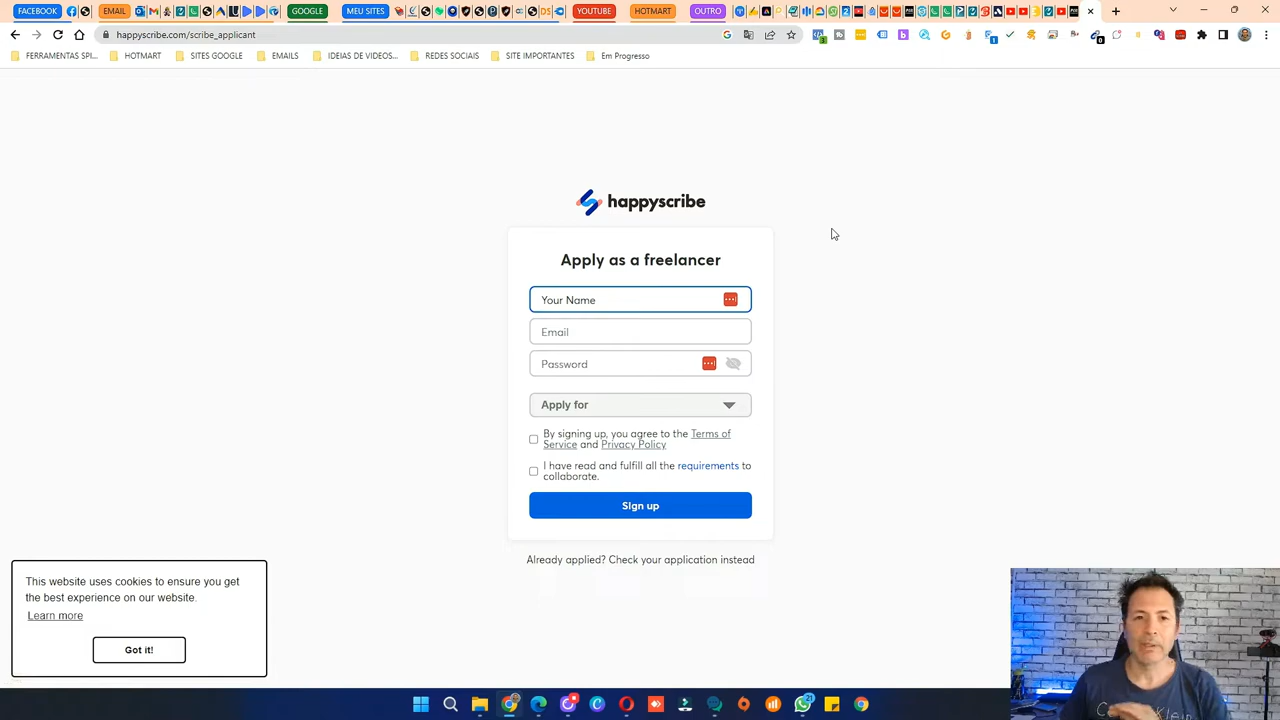 FACEBOOK
EMAIL
GOOGLE
MEU SITES
YOUTUBE
HOTMART
OUTRO
happyscribe.com/scribe_applicant
FERRAMENTAS SPI...
HOTMART
SITES GOOGLE
EMAILS
IDEIAS DE VIDEOS...
REDES SOCIAIS
SITE IMPORTANTES
Em Progresso
happyscribe
Apply as a freelancer
Your Name
Email
Password
Apply for
By signing up, you agree to the Terms of
Service and Privacy Policy
I have read and fulfill all the requirements to
collaborate.
Sign up
Already applied? Check your application instead
This website uses cookies to ensure you get
the best experience on our website.
Learn more
Got it!